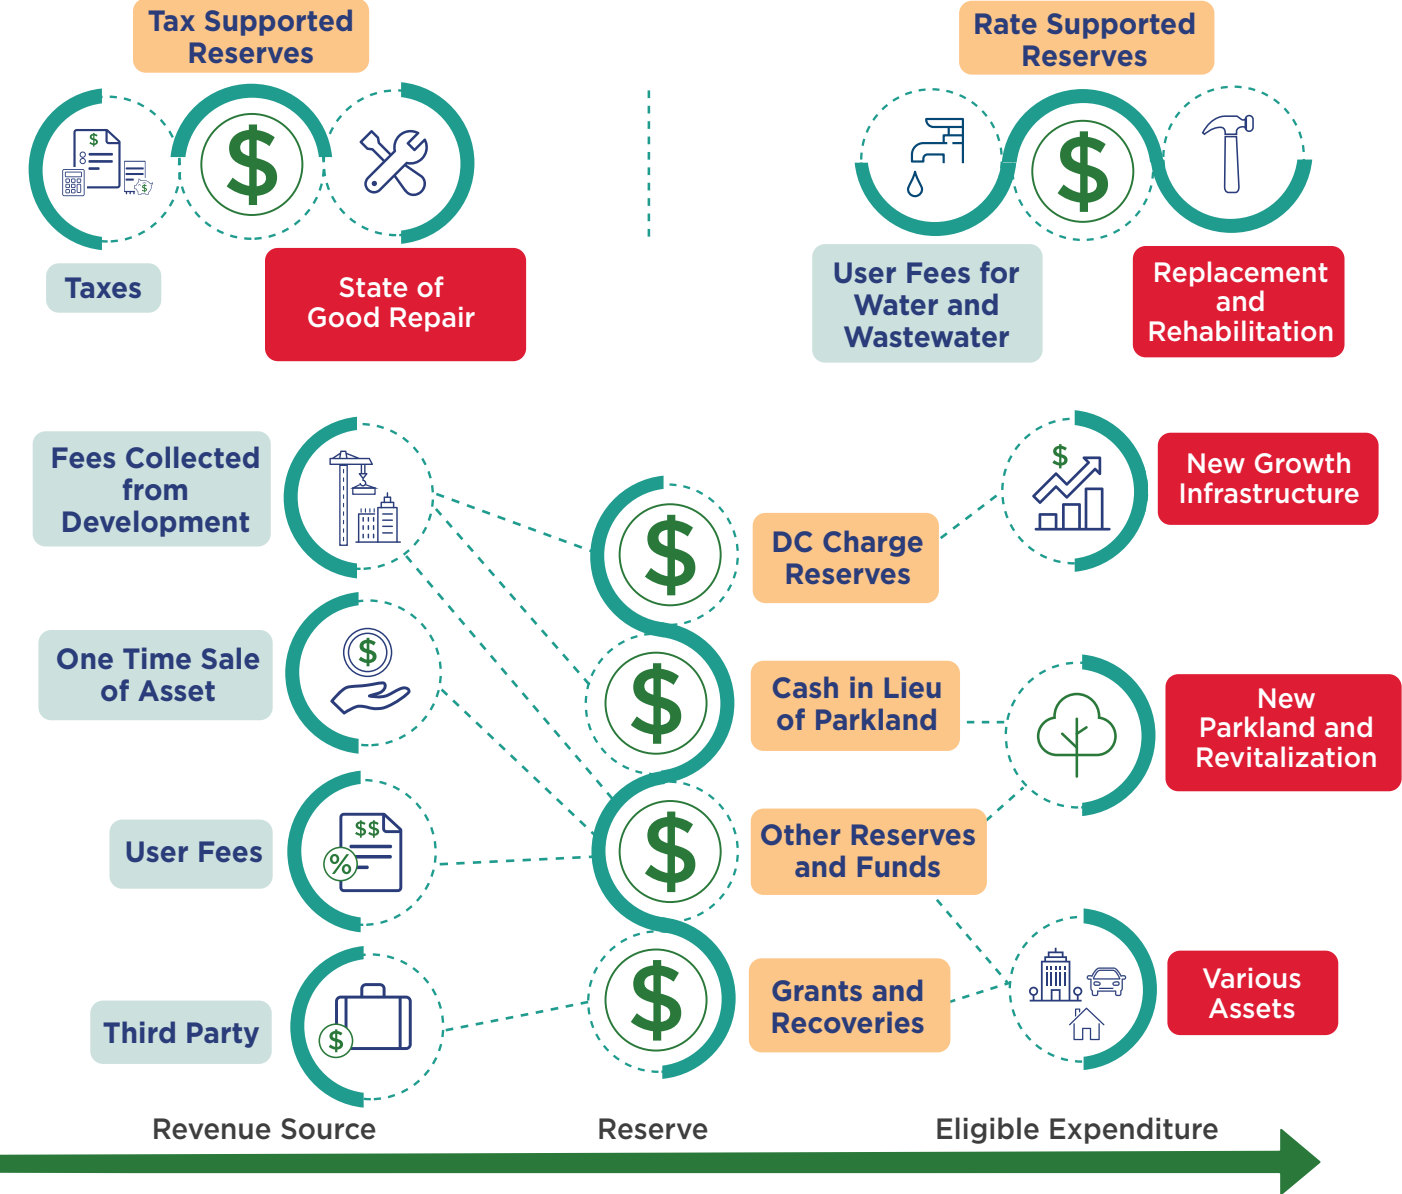 Tax Supported
Reserves
Rate Supported
Reserves
$
$
$
$
Taxes
State of
Good Repair
User Fees for
Water and
Wastewater
Replacement
and
Rehabilitation
Fees Collected
from
Development
$
DC Charge
Reserves
$
New Growth
Infrastructure
One Time Sale
of Asset
$
$
Cash in Lieu
of Parkland
New
Parkland and
Revitalization
User Fees
$$
%
$
Other Reserves
and Funds
Third Party
$
$
Grants and
Recoveries
Various
Assets
Revenue Source
Reserve
Eligible Expenditure